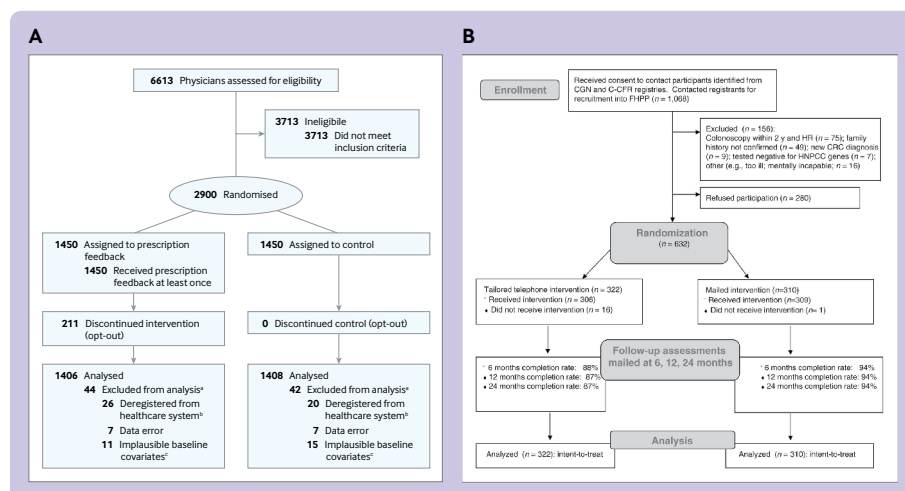 A
6613 Physicians assessed for eligibility
3713 Ineligibile
3713 Did not meet
inclusion criteria
2900 Randomised
1450 Assigned to prescription
feedback
1450 Received prescription
feedback at least once
1450 Assigned to control
211 Discontinued intervention
(opt-out)
0 Discontinued control (opt-out)
1406 Analysed
44 Excluded from analysisᵃ
26 Deregistered from
healthcare systemᵇ
7 Data error
11 Implausible baseline
covariatesᶜ
1408 Analysed
42 Excluded from analysisᵃ
20 Deregistered from
healthcare systemᵇ
7 Data error
15 Implausible baseline
covariatesᶜ
B
Enrollment
Received consent to contact participants identified from
CGN and C-CFR registries. Contacted registrants for
recruitment into FHPP (n = 1,068)
Excluded (n = 156):
Colonoscopy within 2 y and HR (n = 75); family
history not confirmed (n = 49); new CRC diagnosis
(n = 9); tested negative for HNPCC genes (n = 7);
other (e.g., too ill; mentally incapable; n = 16)
Refused participation (n = 280)
Randomization
(n = 632)
Tailored telephone intervention (n = 322)
Received intervention (n = 306)
♦ Did not receive intervention (n = 16)
Mailed intervention (n=310)
Received intervention (n=309)
♦ Did not receive intervention (n= 1)
Follow-up assessments
mailed at 6, 12, 24 months
6 months completion rate: 88%
♦ 12 months completion rate: 87%
♦ 24 months completion rate: 87%
6 months completion rate: 94%
♦ 12 months completion rate: 94%
♦ 24 months completion rate: 94%
Analysis
Analyzed (n = 322): intent-to-treat
Analyzed (n = 310): intent-to-treat